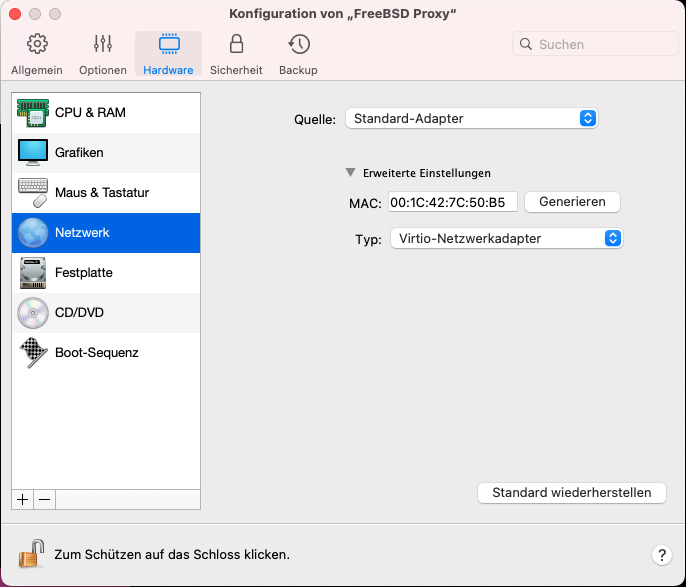 Konfiguration von „FreeBSD Proxy“
Allgemein Optionen Hardware Sicherheit Backup Suchen
CPU & RAM
Grafiken
Maus & Tastatur
Netzwerk
Festplatte
CD/DVD
Boot-Sequenz
Quelle: Standard-Adapter
Erweiterte Einstellungen
MAC: 00:1C:42:7C:50:B5 Generieren
Typ: Virtio-Netzwerkadapter
Standard wiederherstellen
Zum Schützen auf das Schloss klicken. ?